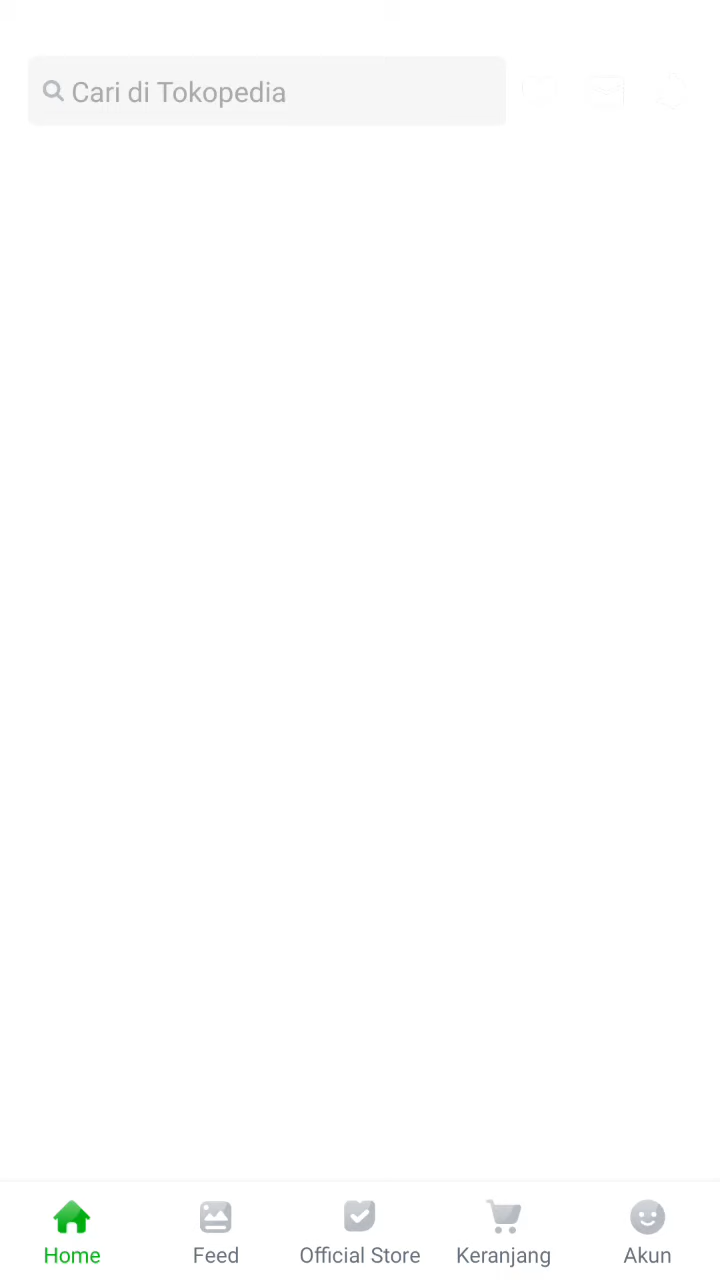 Cari di Tokopedia
Home
Feed
Official Store
Keranjang
Akun